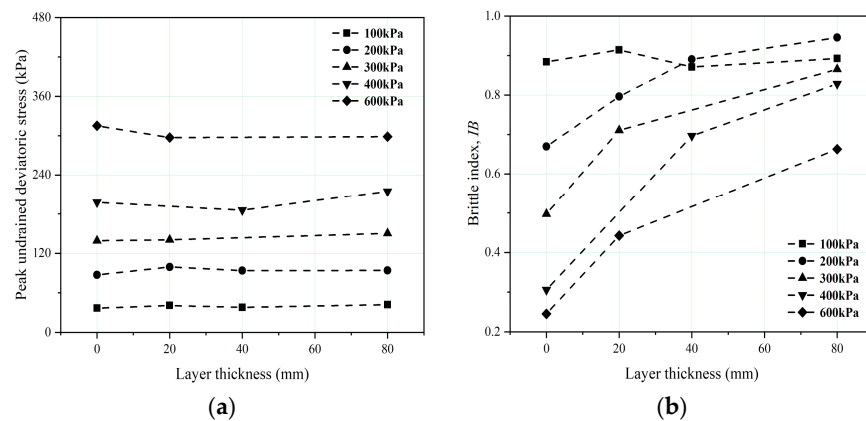 480
360
240
120
0
Peak undrained deviatoric stress (kPa)
100kPa
200kPa
300kPa
400kPa
600kPa
0 20 40 60 80
Layer thickness (mm)
(a)
1.0
0.8
0.6
0.4
0.2
Brittle index, IB
100kPa
200kPa
300kPa
400kPa
600kPa
0 20 40 60 80
Layer thickness (mm)
(b)